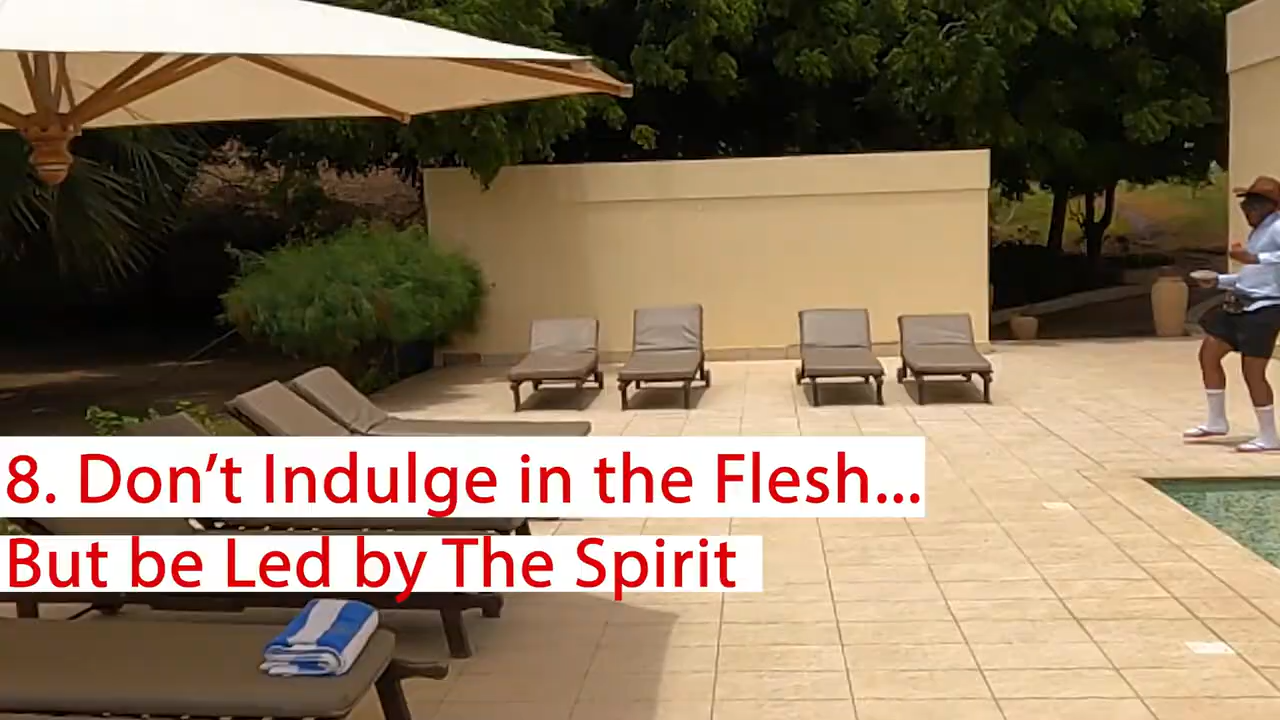 8. Don’t Indulge in the Flesh...
But be Led by The Spirit